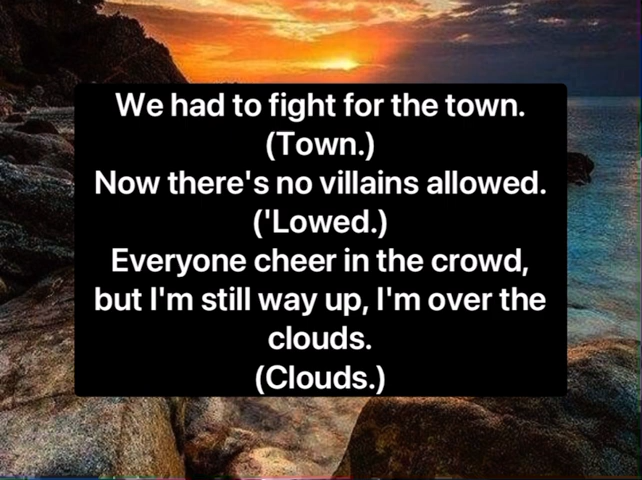 We had to fight for the town.
(Town.)
Now there's no villains allowed.
('Lowed.)
Everyone cheer in the crowd,
but I'm still way up, I'm over the
clouds.
(Clouds.)